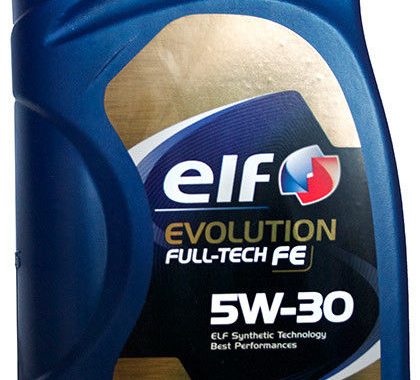 elf
EVOLUTION
FULL-TECH FE
5W-30
ELF Synthetic Technology
Best Performances